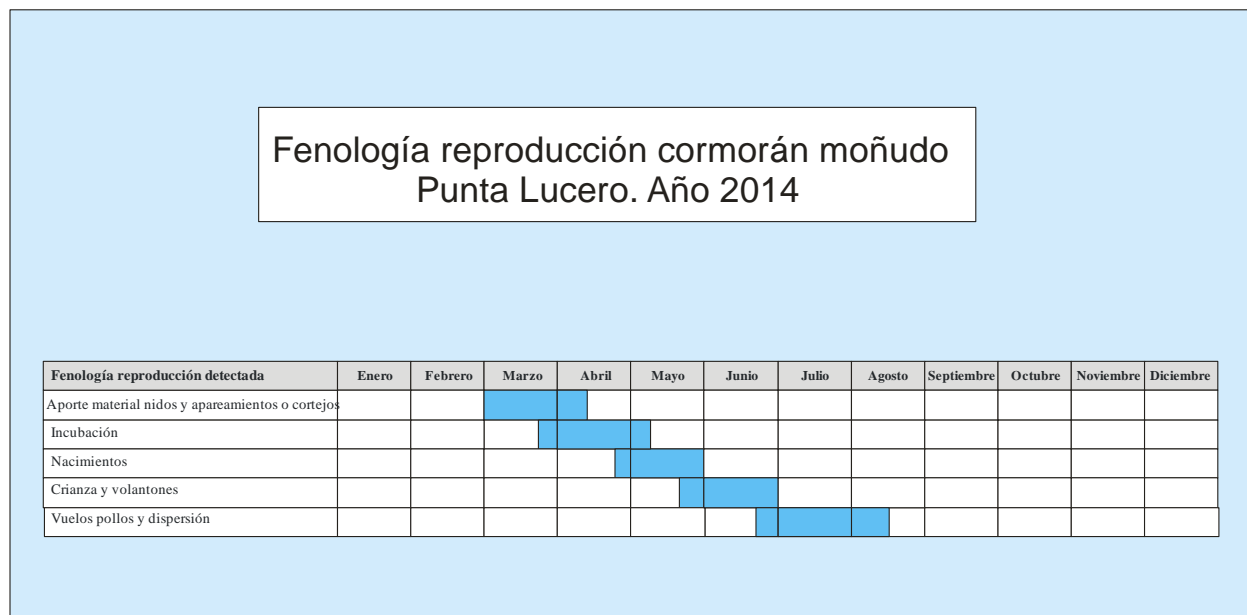 Fenología reproducción cormorán moñudo
Punta Lucero. Año 2014
Fenología reproducción detectada Enero Febrero Marzo Abril Mayo Junio Julio Agosto Septiembre Octubre Noviembre Diciembre
Aporte material nidos y apareamientos o cortejos
Incubación
Nacimientos
Crianza y volantones
Vuelos pollos y dispersión